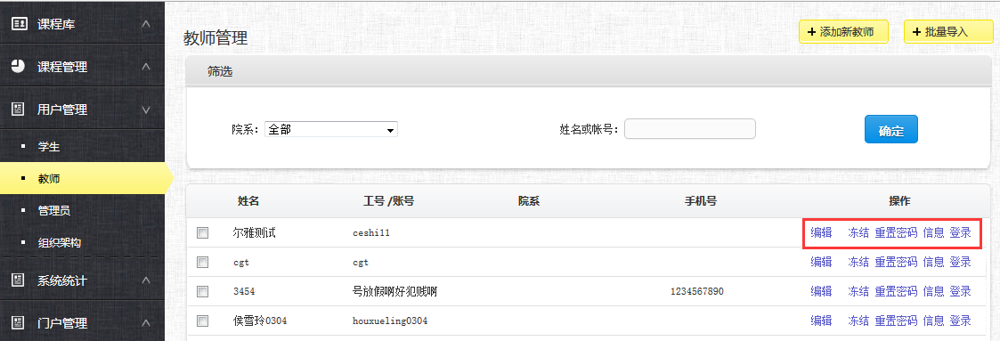 课程库
课程管理
用户管理
学生
教师
管理员
组织架构
系统统计
门户管理
教师管理
+ 添加新教师
+ 批量导入
筛选
院系: 全部
姓名或帐号:
确定
姓名 工号 /账号 院系 手机号 操作
尔雅测试 ceshi11 编辑 冻结 重置密码 信息 登录
cgt cgt 编辑 冻结 重置密码 信息 登录
3454 号放假啊好犯贱啊 1234567890 编辑 冻结 重置密码 信息 登录
侯雪玲0304 houxueling0304 编辑 冻结 重置密码 信息 登录